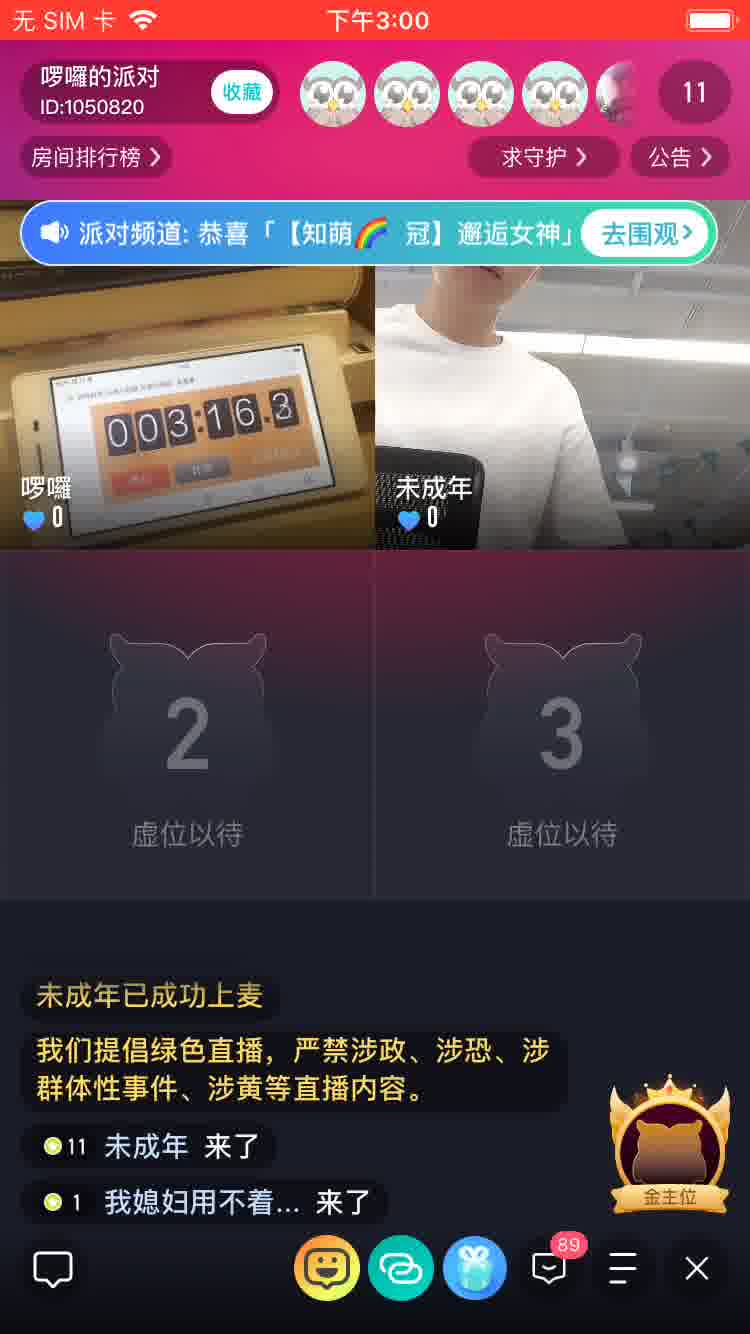 无 SIM 卡
下午3:00
啰囉的派对
ID:1050820
收藏
11
房间排行榜
求守护
公告
派对频道: 恭喜「【知萌🌈 冠】邂逅女神」
去围观
003:16.3
啰囉
0
未成年
0
2
虚位以待
3
虚位以待
未成年已成功上麦
我们提倡绿色直播，严禁涉政、涉恐、涉
群体性事件、涉黄等直播内容。
11 未成年 来了
1 我媳妇用不着... 来了
金主位
89